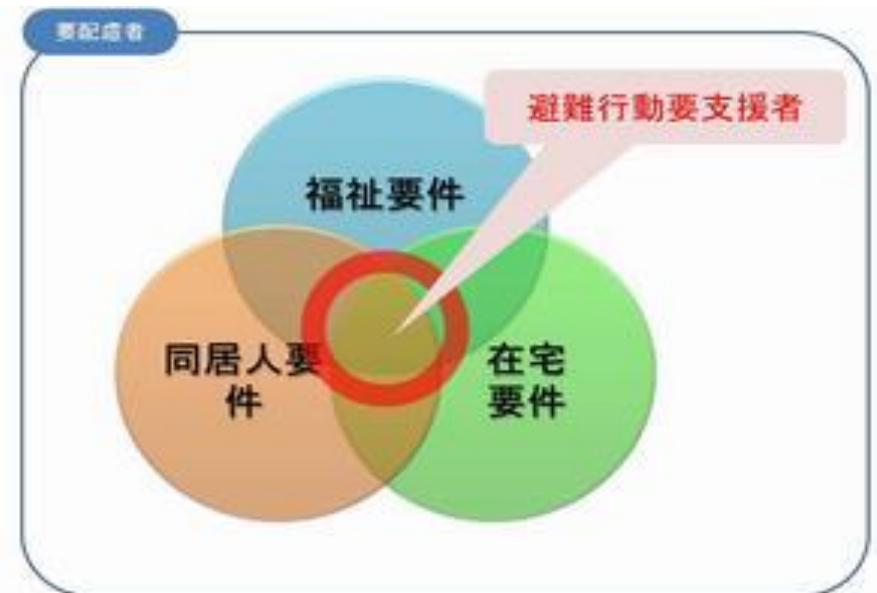 要配慮者
避難行動要支援者
福祉要件
同居人要
件
在宅
要件